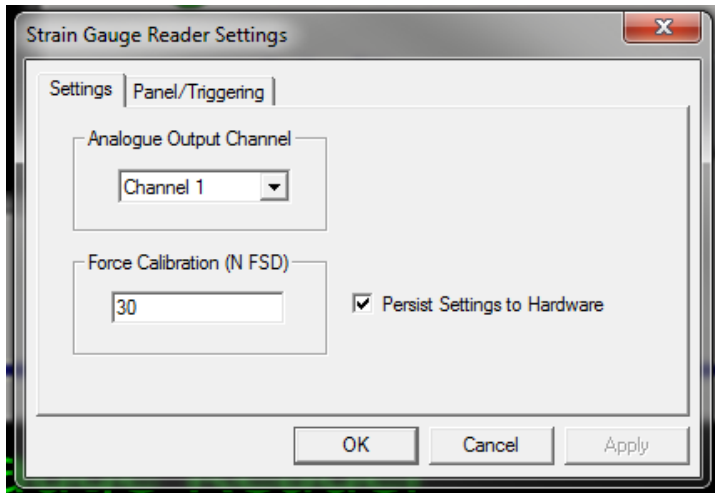 Strain Gauge Reader Settings
Settings Panel/Triggering
Analogue Output Channel
Channel 1
Force Calibration (N FSD)
30
Persist Settings to Hardware
OK Cancel Apply